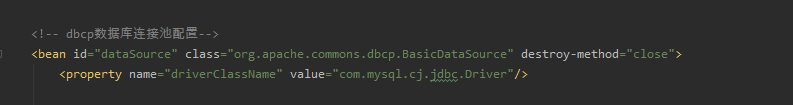 <!-- dbcp数据库连接池配置-->
<bean id="dataSource" class="org.apache.commons.dbcp.BasicDataSource" destroy-method="close">
<property name="driverClassName" value="com.mysql.cj.jdbc.Driver"/>